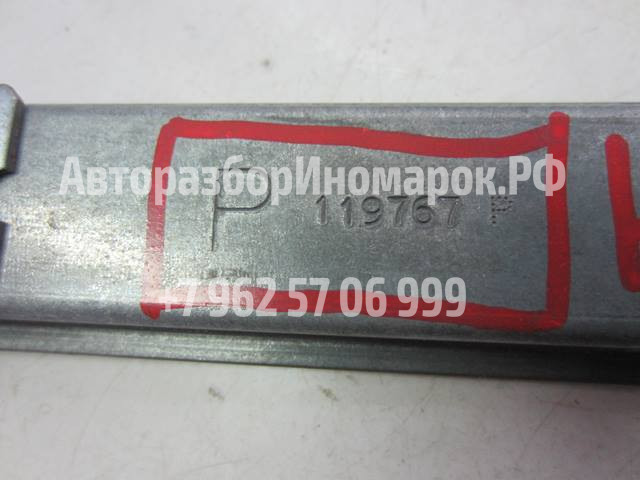 АвторазборИномарок.РФ
P 119767 P
+7 962 57 06 999